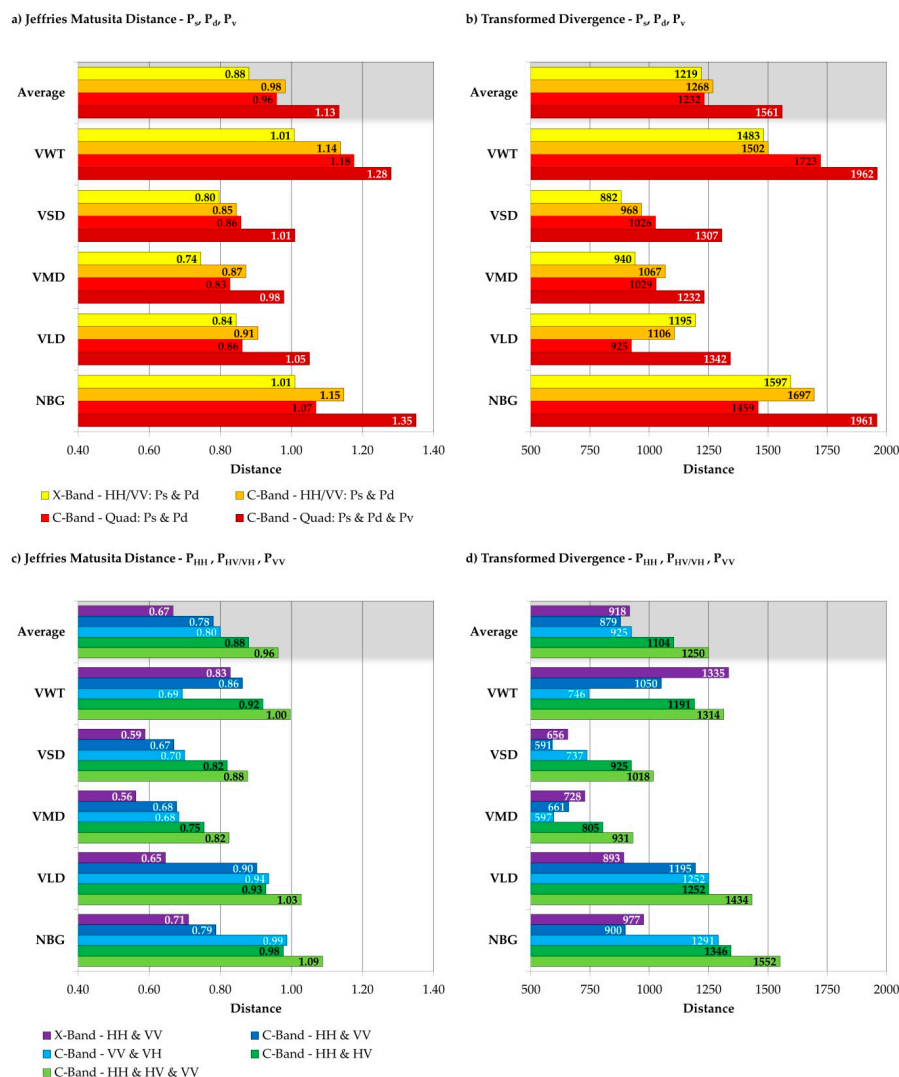 a) Jeffries Matusita Distance - Ps, Pd, Pv
Average
0.88
0.98
0.96
1.13
VWT
1.01
1.14
1.18
1.28
VSD
0.80
0.85
0.86
1.01
VMD
0.74
0.87
0.83
0.98
VLD
0.84
0.91
0.86
1.05
NBG
1.01
1.15
1.07
1.35
0.40 0.60 0.80 1.00 1.20 1.40
Distance
b) Transformed Divergence - Ps, Pd, Pv
Average
1219
1268
1232
1561
VWT
1483
1502
1723
1962
VSD
882
968
1026
1307
VMD
940
1067
1029
1232
VLD
1195
1106
925
1342
NBG
1597
1697
1459
1961
500 750 1000 1250 1500 1750 2000
Distance
X-Band - HH/VV: Ps & Pd
C-Band - HH/VV: Ps & Pd
C-Band - Quad: Ps & Pd
C-Band - Quad: Ps & Pd & Pv
c) Jeffries Matusita Distance - PHH , PHV/VH , PVV
Average
0.67
0.78
0.80
0.88
0.96
VWT
0.83
0.86
0.69
0.92
1.00
VSD
0.59
0.67
0.70
0.82
0.88
VMD
0.56
0.68
0.68
0.75
0.82
VLD
0.65
0.90
0.94
0.93
1.03
NBG
0.71
0.79
0.99
0.98
1.09
0.40 0.60 0.80 1.00 1.20 1.40
Distance
d) Transformed Divergence - PHH , PHV/VH , PVV
Average
918
879
925
1104
1250
VWT
1335
1050
746
1191
1314
VSD
656
591
737
925
1018
VMD
728
661
597
805
931
VLD
893
1195
1252
1252
1434
NBG
977
900
1291
1346
1552
500 750 1000 1250 1500 1750 2000
Distance
X-Band - HH & VV
C-Band - HH & VV
C-Band - VV & VH
C-Band - HH & HV
C-Band - HH & HV & VV